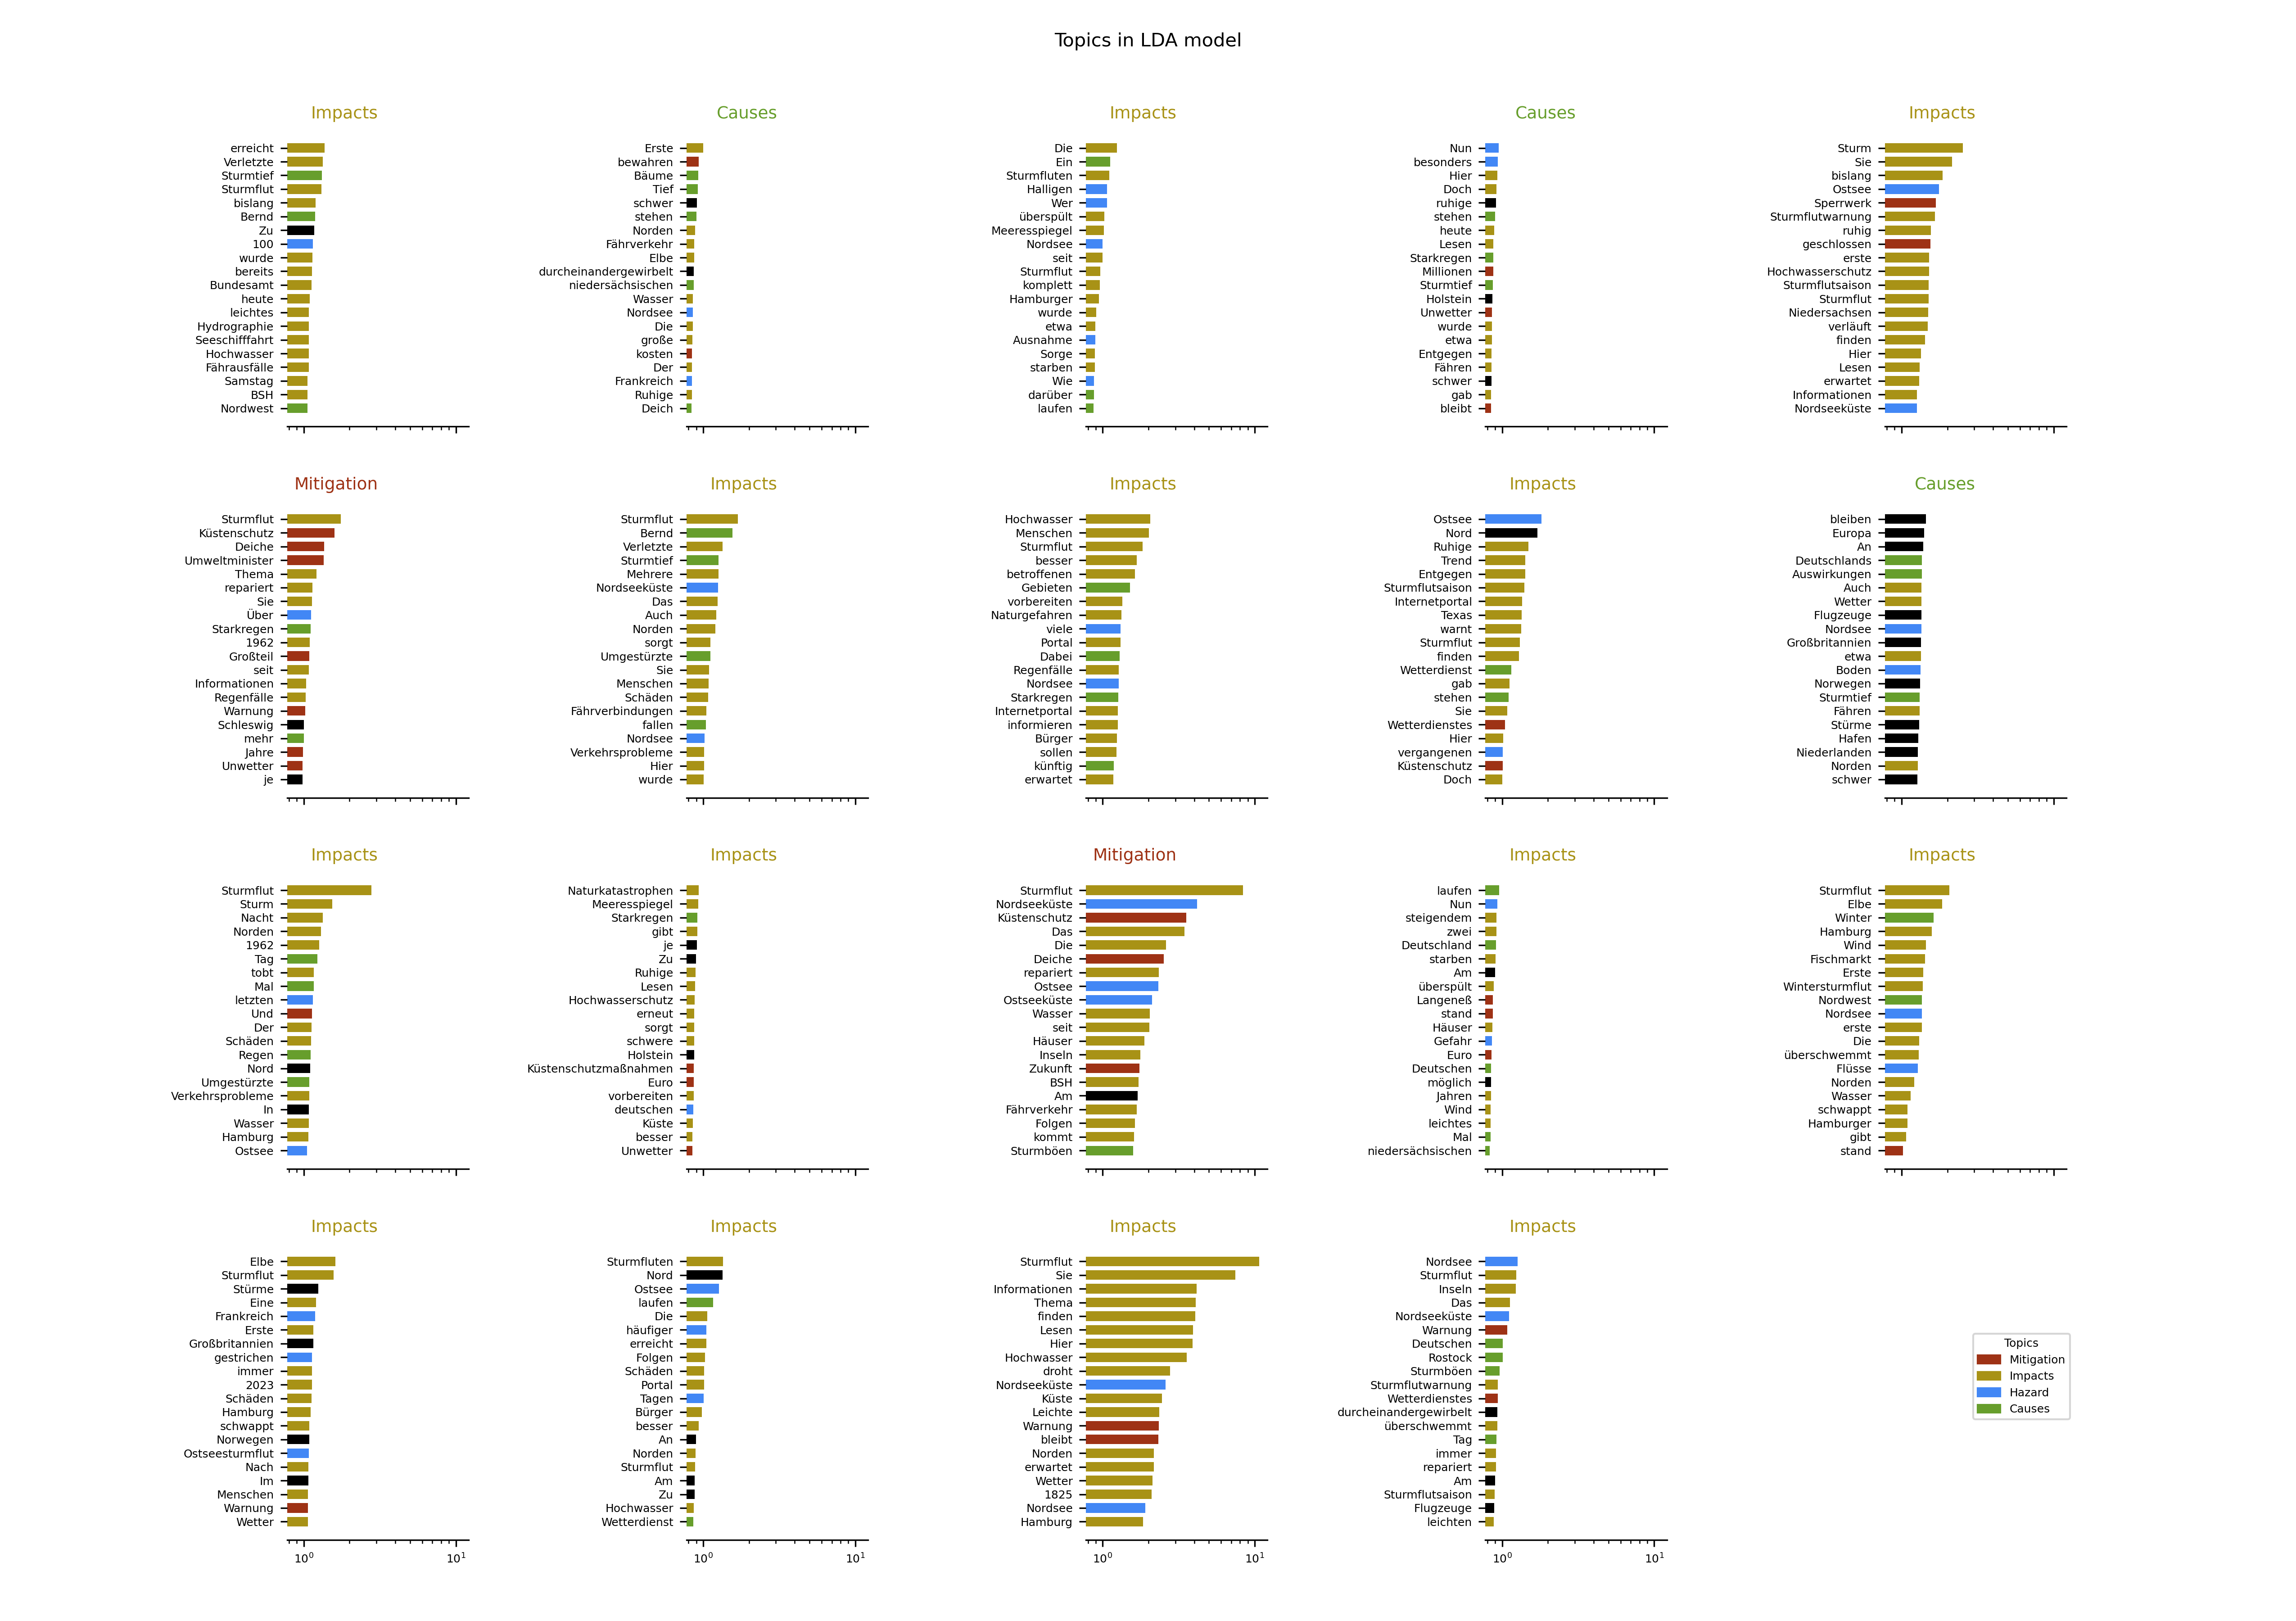 Topics in LDA model
Impacts
erreicht
Verletzte
Sturmtief
Sturmflut
bislang
Bernd
Zu
100
wurde
bereits
Bundesamt
heute
leichtes
Hydrographie
Seeschifffahrt
Hochwasser
Fährausfälle
Samstag
BSH
Nordwest
Causes
Erste
bewahren
Bäume
Tief
schwer
stehen
Norden
Fährverkehr
Elbe
durcheinandergewirbelt
niedersächsischen
Wasser
Nordsee
Die
große
kosten
Der
Frankreich
Ruhige
Deich
Impacts
Die
Ein
Sturmfluten
Halligen
Wer
überspült
Meeresspiegel
Nordsee
seit
Sturmflut
komplett
Hamburger
wurde
etwa
Ausnahme
Sorge
starben
Wie
darüber
laufen
Causes
Nun
besonders
Hier
Doch
ruhige
stehen
heute
Lesen
Starkregen
Millionen
Sturmtief
Holstein
Unwetter
wurde
etwa
Entgegen
Fähren
schwer
gab
bleibt
Impacts
Sturm
Sie
bislang
Ostsee
Sperrwerk
Sturmflutwarnung
ruhig
geschlossen
erste
Hochwasserschutz
Sturmflutsaison
Sturmflut
Niedersachsen
verläuft
finden
Hier
Lesen
erwartet
Informationen
Nordseeküste
Mitigation
Sturmflut
Küstenschutz
Deiche
Umweltminister
Thema
repariert
Sie
Über
Starkregen
1962
Großteil
seit
Informationen
Regenfälle
Warnung
Schleswig
mehr
Jahre
Unwetter
je
Impacts
Sturmflut
Bernd
Verletzte
Sturmtief
Mehrere
Nordseeküste
Das
Auch
Norden
sorgt
Umgestürzte
Sie
Menschen
Schäden
Fährverbindungen
fallen
Nordsee
Verkehrsprobleme
Hier
wurde
Impacts
Hochwasser
Menschen
Sturmflut
besser
betroffenen
Gebieten
vorbereiten
Naturgefahren
viele
Portal
Dabei
Regenfälle
Nordsee
Starkregen
Internetportal
informieren
Bürger
sollen
künftig
erwartet
Impacts
Ostsee
Nord
Ruhige
Trend
Entgegen
Sturmflutsaison
Internetportal
Texas
warnt
Sturmflut
finden
Wetterdienst
gab
stehen
Sie
Wetterdienstes
Hier
vergangenen
Küstenschutz
Doch
Causes
bleiben
Europa
An
Deutschlands
Auswirkungen
Auch
Wetter
Flugzeuge
Nordsee
Großbritannien
etwa
Boden
Norwegen
Sturmtief
Fähren
Stürme
Hafen
Niederlanden
Norden
schwer
Impacts
Sturmflut
Sturm
Nacht
Norden
1962
Tag
tobt
Mal
letzten
Und
Der
Schäden
Regen
Nord
Umgestürzte
Verkehrsprobleme
In
Wasser
Hamburg
Ostsee
Impacts
Naturkatastrophen
Meeresspiegel
Starkregen
gibt
je
Zu
Ruhige
Lesen
Hochwasserschutz
erneut
sorgt
schwere
Holstein
Küstenschutzmaßnahmen
Euro
vorbereiten
deutschen
Küste
besser
Unwetter
Mitigation
Sturmflut
Nordseeküste
Küstenschutz
Das
Die
Deiche
repariert
Ostsee
Ostseeküste
Wasser
seit
Häuser
Inseln
Zukunft
BSH
Am
Fährverkehr
Folgen
kommt
Sturmböen
Impacts
laufen
Nun
steigendem
zwei
Deutschland
starben
Am
überspült
Langeneß
stand
Häuser
Gefahr
Euro
Deutschen
möglich
Jahren
Wind
leichtes
Mal
niedersächsischen
Impacts
Sturmflut
Elbe
Winter
Hamburg
Wind
Fischmarkt
Erste
Wintersturmflut
Nordwest
Nordsee
erste
Die
überschwemmt
Flüsse
Norden
Wasser
schwappt
Hamburger
gibt
stand
Impacts
Elbe
Sturmflut
Stürme
Eine
Frankreich
Erste
Großbritannien
gestrichen
immer
2023
Schäden
Hamburg
schwappt
Norwegen
Ostseesturmflut
Nach
Im
Menschen
Warnung
Wetter
10⁰ 10¹
Impacts
Sturmfluten
Nord
Ostsee
laufen
Die
häufiger
erreicht
Folgen
Schäden
Portal
Tagen
Bürger
besser
An
Norden
Sturmflut
Am
Zu
Hochwasser
Wetterdienst
10⁰ 10¹
Impacts
Sturmflut
Sie
Informationen
Thema
finden
Lesen
Hier
Hochwasser
droht
Nordseeküste
Küste
Leichte
Warnung
bleibt
Norden
erwartet
Wetter
1825
Nordsee
Hamburg
10⁰ 10¹
Impacts
Nordsee
Sturmflut
Inseln
Das
Nordseeküste
Warnung
Deutschen
Rostock
Sturmböen
Sturmflutwarnung
Wetterdienstes
durcheinandergewirbelt
überschwemmt
Tag
immer
repariert
Am
Sturmflutsaison
Flugzeuge
leichten
10⁰ 10¹
Topics
Mitigation
Impacts
Hazard
Causes